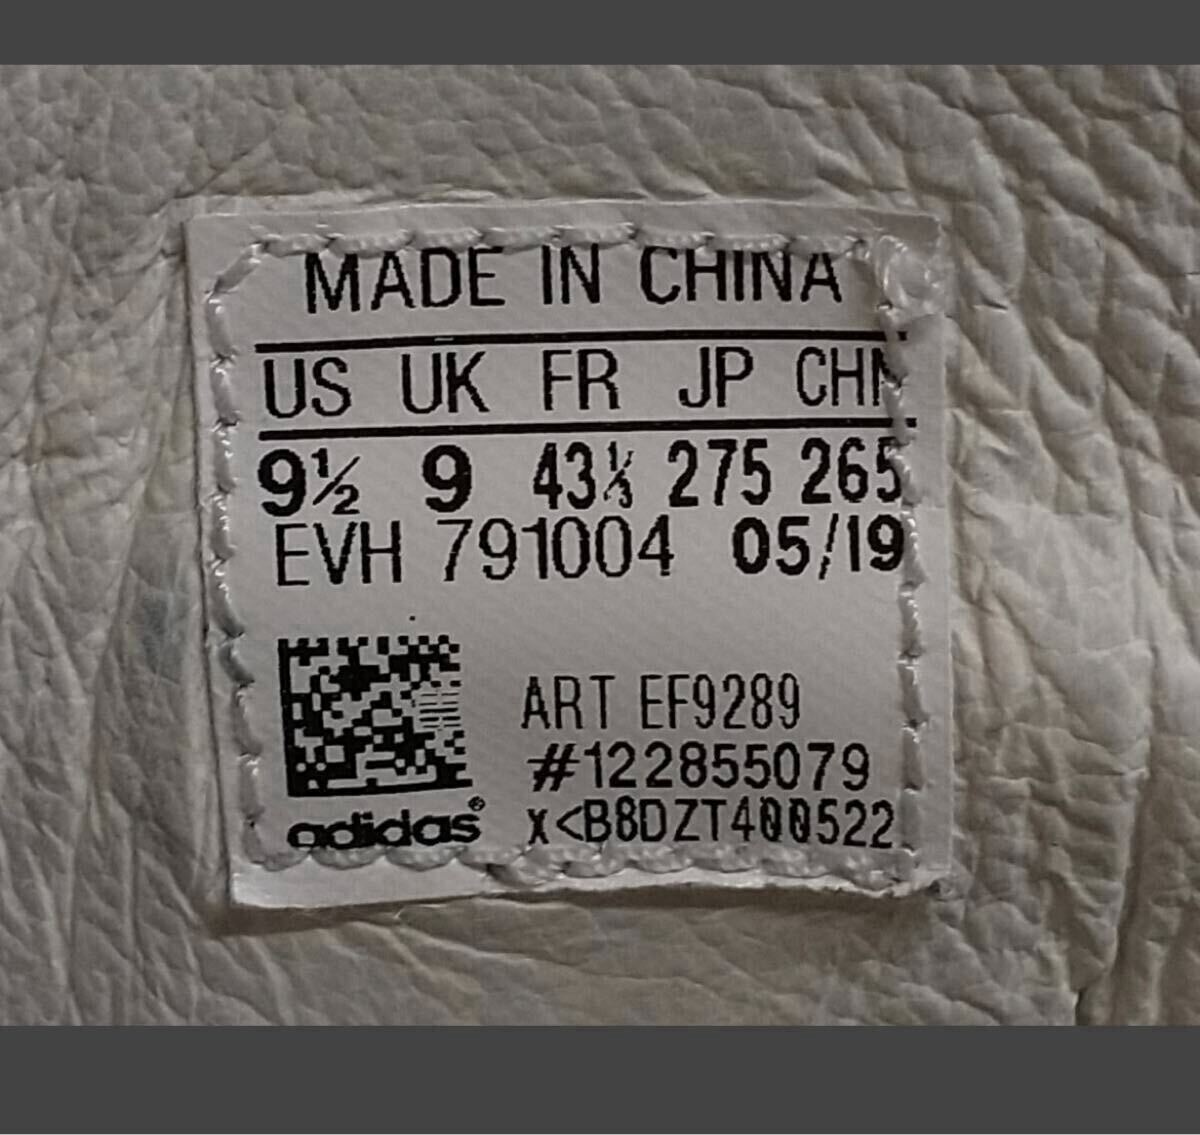 MADE IN CHINA
US UK FR JP CHN
9½ 9 43⅓ 275 265
EVH 791004 05/19
ART EF9289
#122855079
adidas® X<B8DZT400522